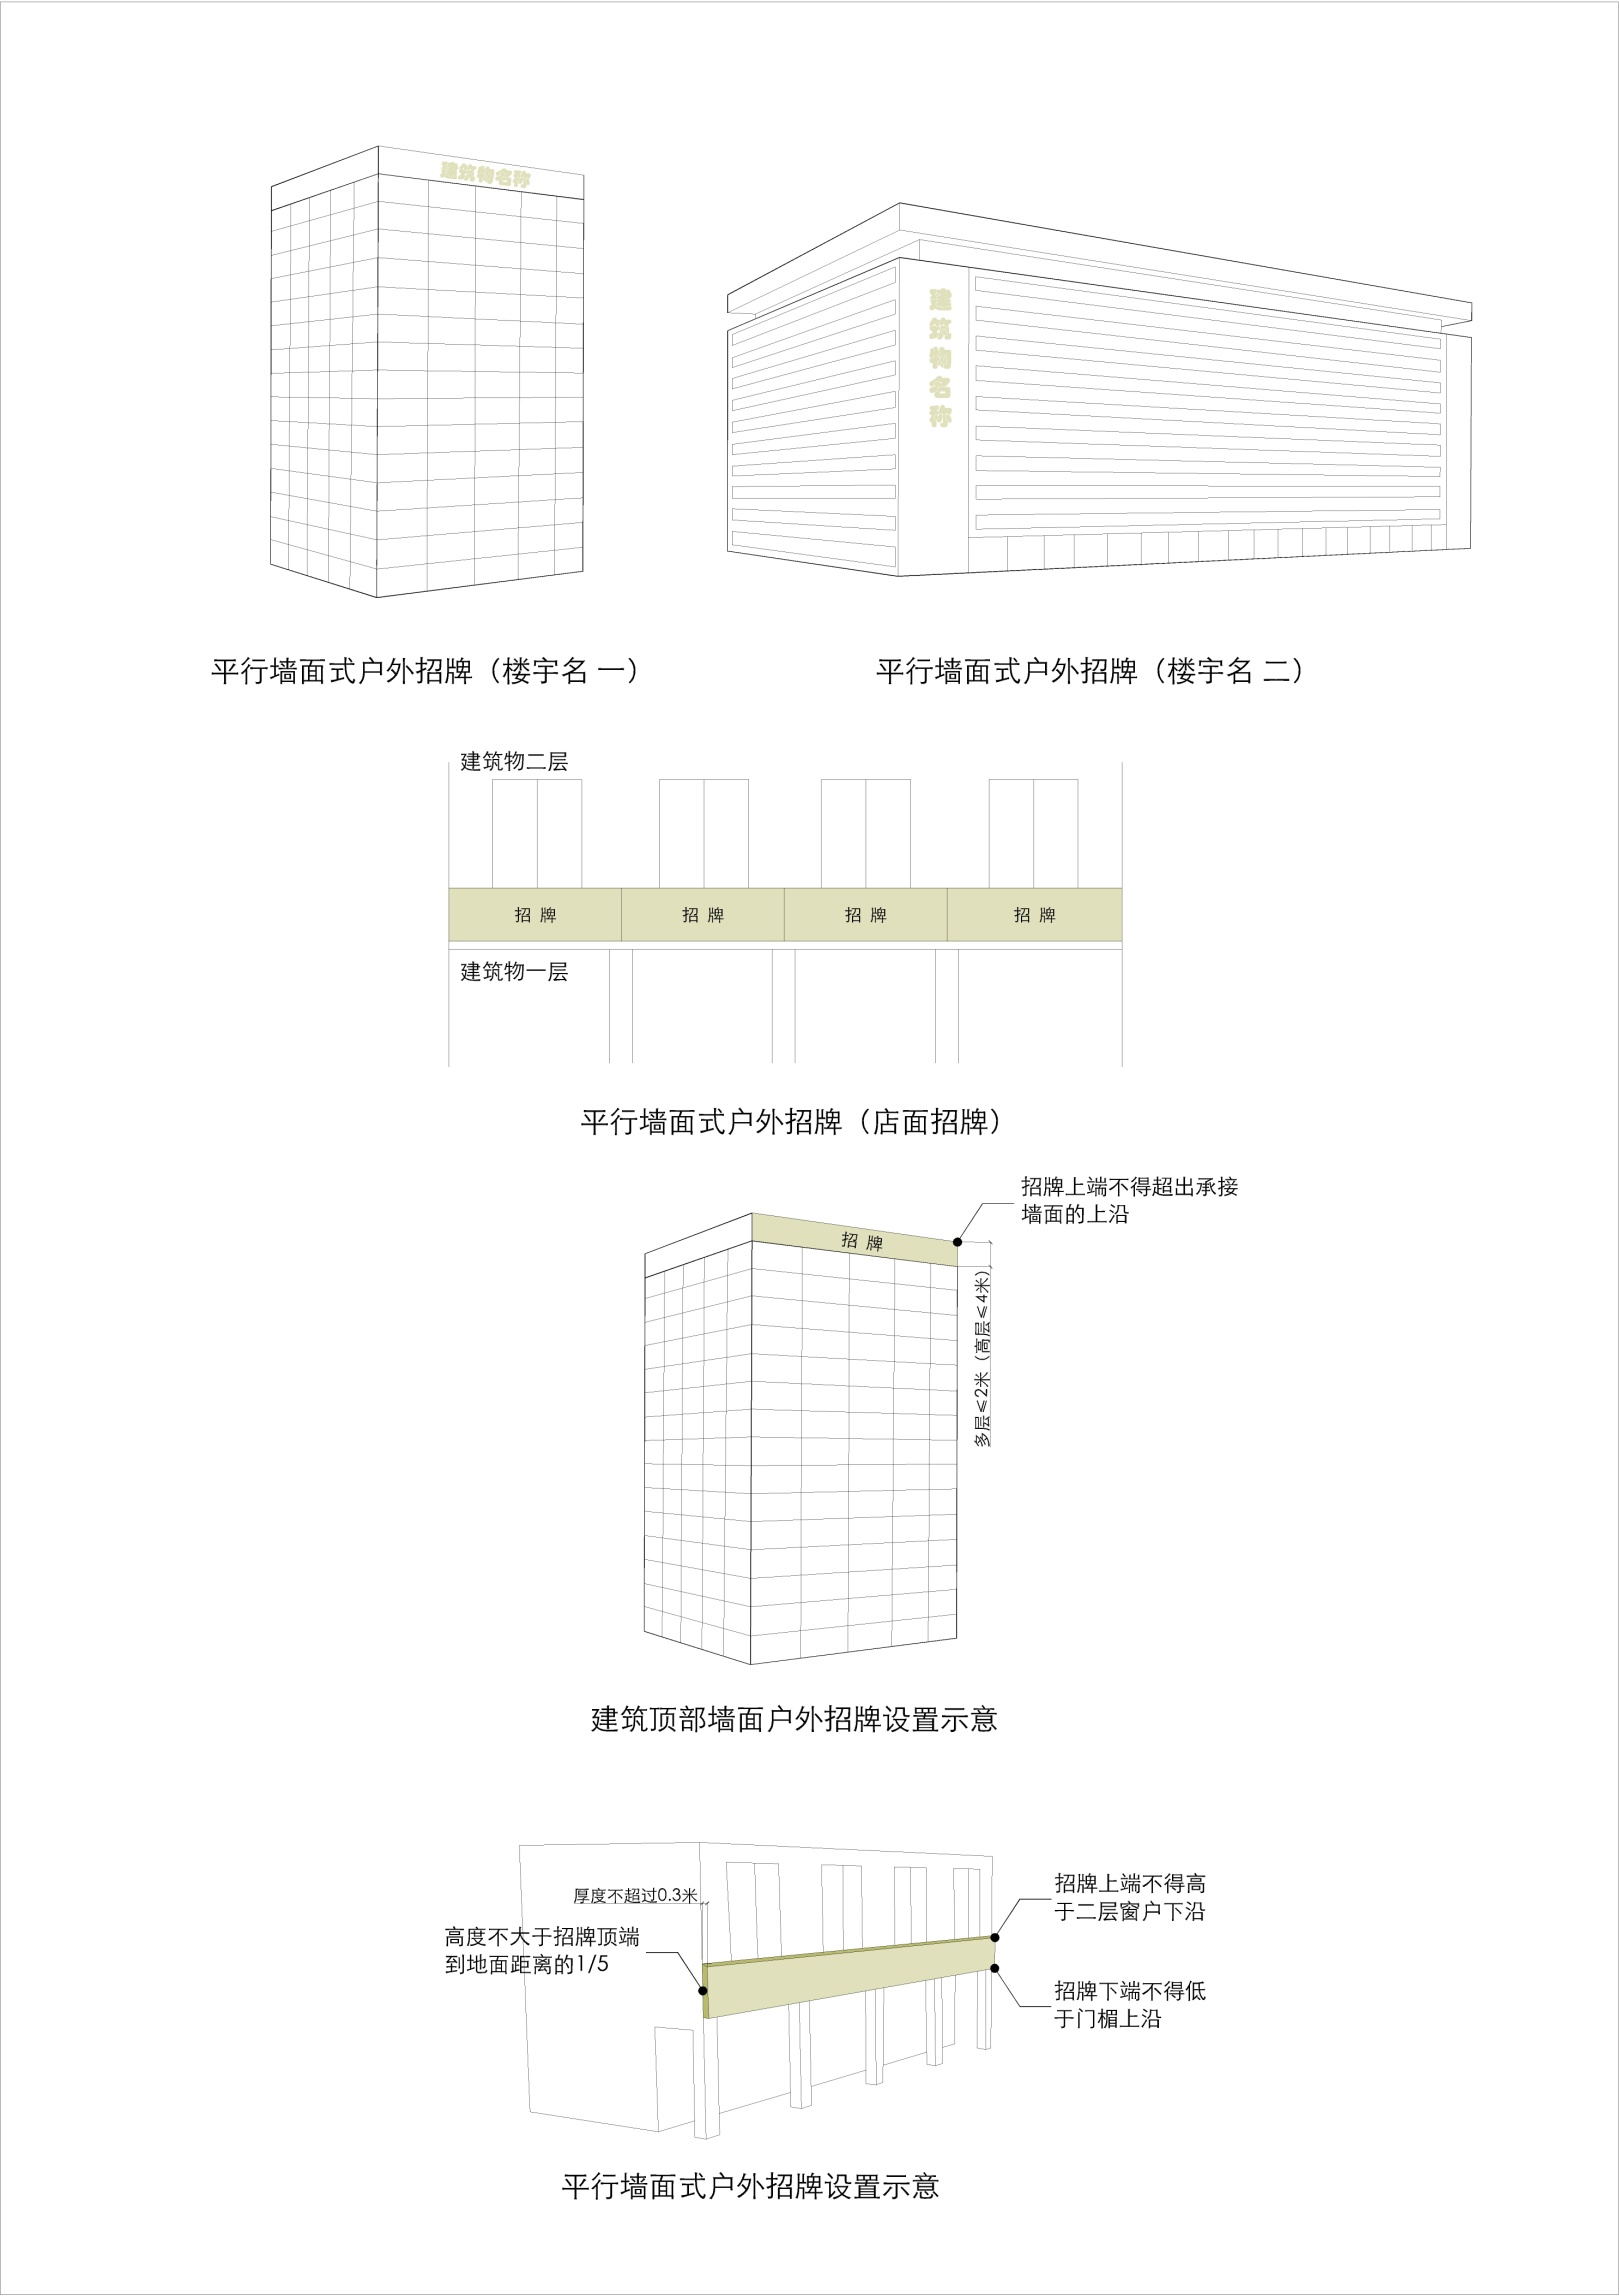 建筑物名称
建筑物名称
平行墙面式户外招牌（楼宇名 一）
平行墙面式户外招牌（楼宇名 二）
建筑物二层
招 牌
招 牌
招 牌
招 牌
建筑物一层
平行墙面式户外招牌（店面招牌）
招牌上端不得超出承接
墙面的上沿
招 牌
多层≤2米（高层≤4米）
建筑顶部墙面户外招牌设置示意
厚度不超过0.3米
招牌上端不得高
于二层窗户下沿
高度不大于招牌顶端
到地面距离的1/5
招牌下端不得低
于门楣上沿
平行墙面式户外招牌设置示意